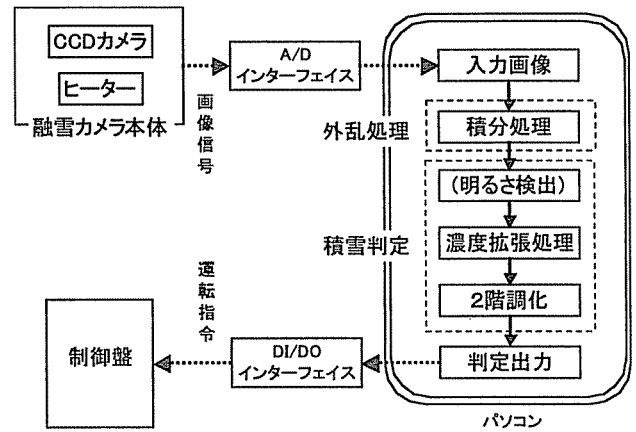 CCDカメラ
ヒーター
融雪カメラ本体
画像信号
A/D
インターフェイス
入力画像
外乱処理
積分処理
(明るさ検出)
積雪判定
濃度拡張処理
2階調化
判定出力
パソコン
DI/DO
インターフェイス
運転指令
制御盤